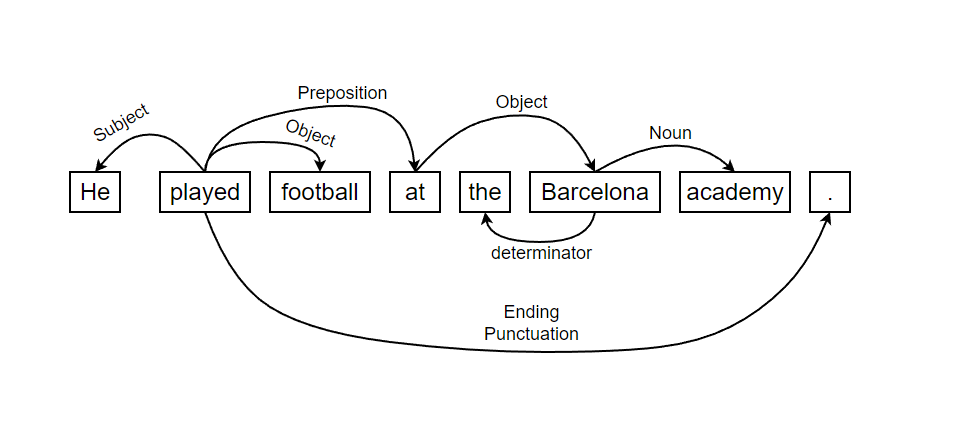 Preposition
Object
Subject
Object
Noun
He played football at the Barcelona academy .
determinator
Ending
Punctuation